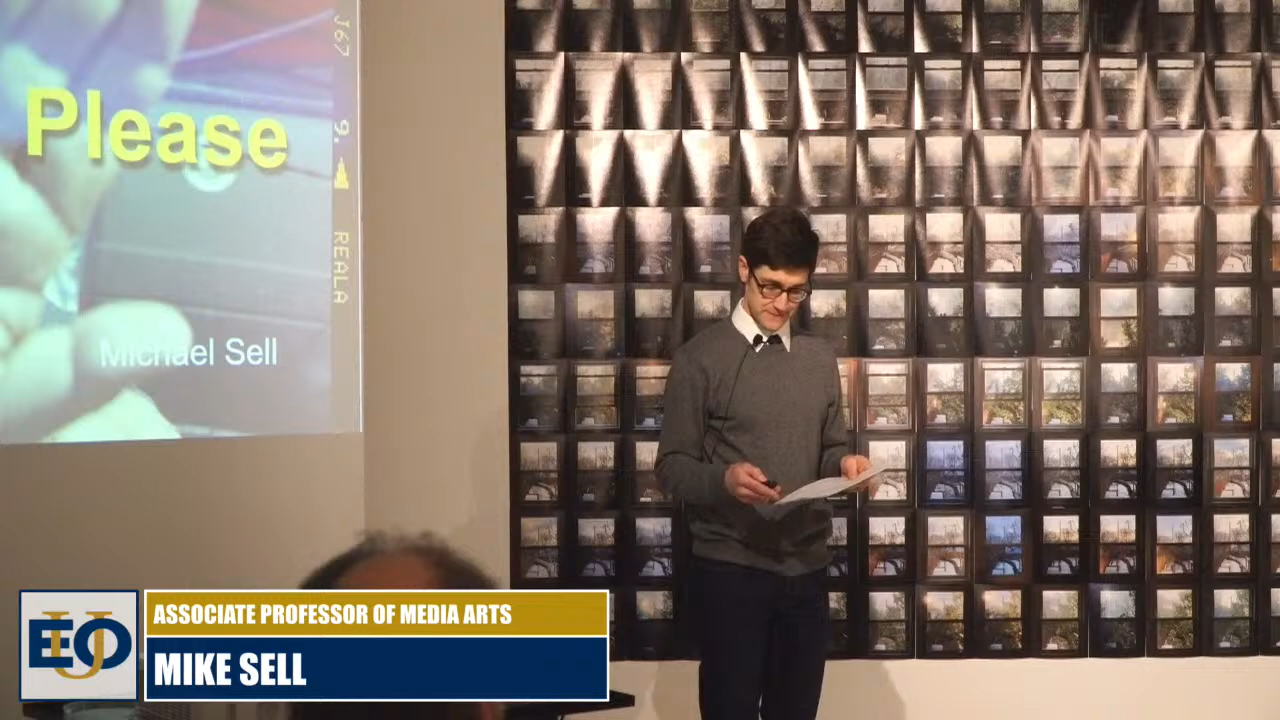 Please
Michael Sell
J67 9. REALA
EOU
ASSOCIATE PROFESSOR OF MEDIA ARTS
MIKE SELL